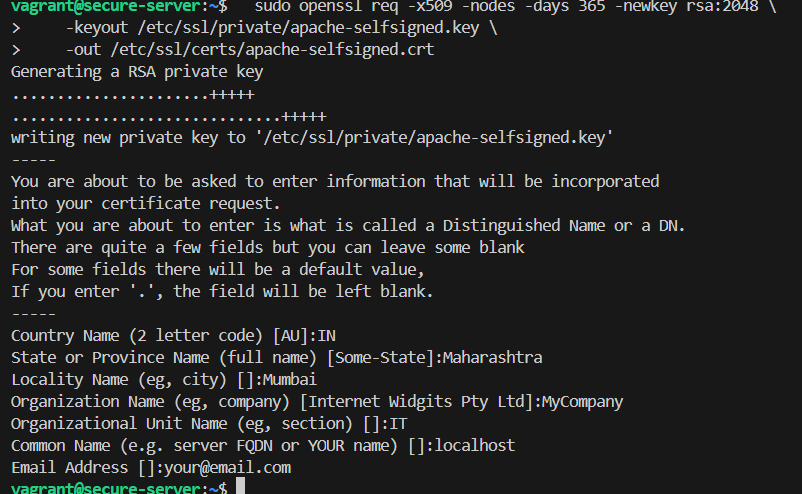 vagrant@secure-server:~$   sudo openssl req -x509 -nodes -days 365 -newkey rsa:2048 \
>     -keyout /etc/ssl/private/apache-selfsigned.key \
>     -out /etc/ssl/certs/apache-selfsigned.crt
Generating a RSA private key
......................+++++
..............................+++++
writing new private key to '/etc/ssl/private/apache-selfsigned.key'
-----
You are about to be asked to enter information that will be incorporated
into your certificate request.
What you are about to enter is what is called a Distinguished Name or a DN.
There are quite a few fields but you can leave some blank
For some fields there will be a default value,
If you enter '.', the field will be left blank.
-----
Country Name (2 letter code) [AU]:IN
State or Province Name (full name) [Some-State]:Maharashtra
Locality Name (eg, city) []:Mumbai
Organization Name (eg, company) [Internet Widgits Pty Ltd]:MyCompany
Organizational Unit Name (eg, section) []:IT
Common Name (e.g. server FQDN or YOUR name) []:localhost
Email Address []:your@email.com
vagrant@secure-server:~$